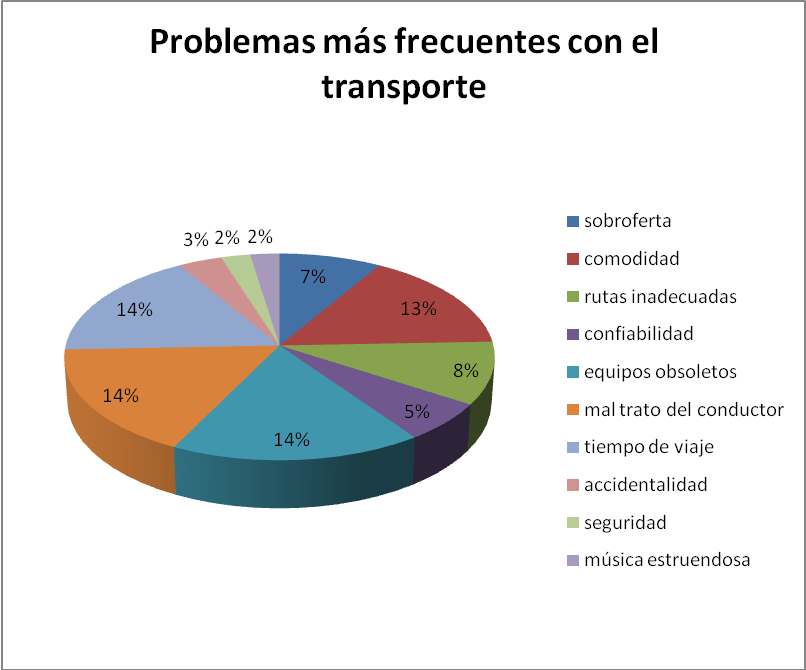 Problemas más frecuentes con el
transporte
3%
2%
2%
7%
13%
8%
5%
14%
14%
14%
sobroferta
comodidad
rutas inadecuadas
confiabilidad
equipos obsoletos
mal trato del conductor
tiempo de viaje
accidentalidad
seguridad
música estruendosa